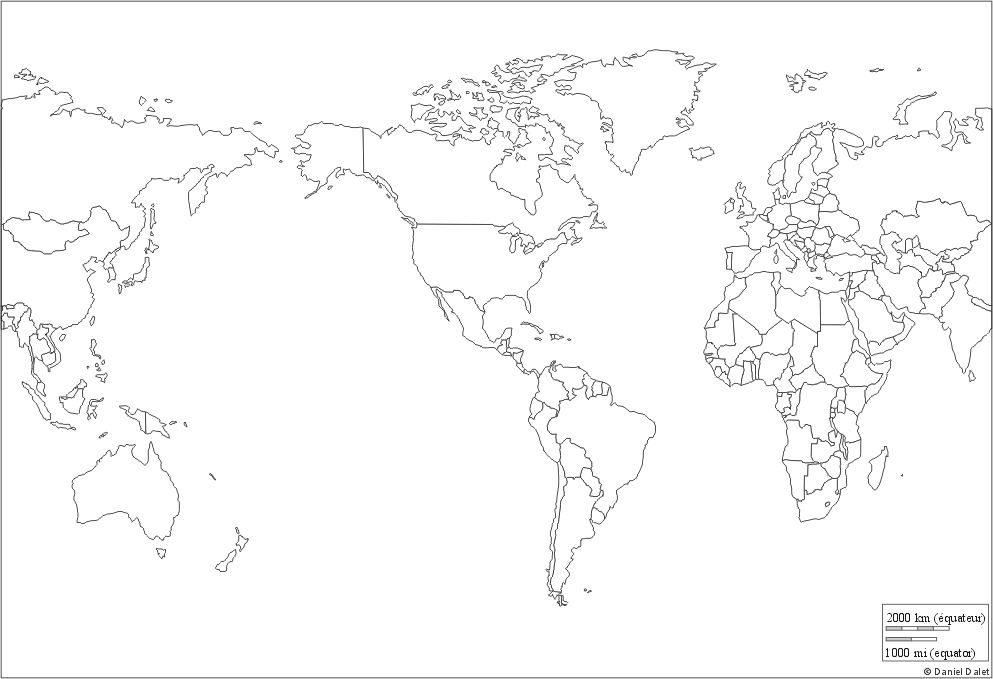 2000 km (équateur)
1000 mi (equator)
© Daniel Dalet